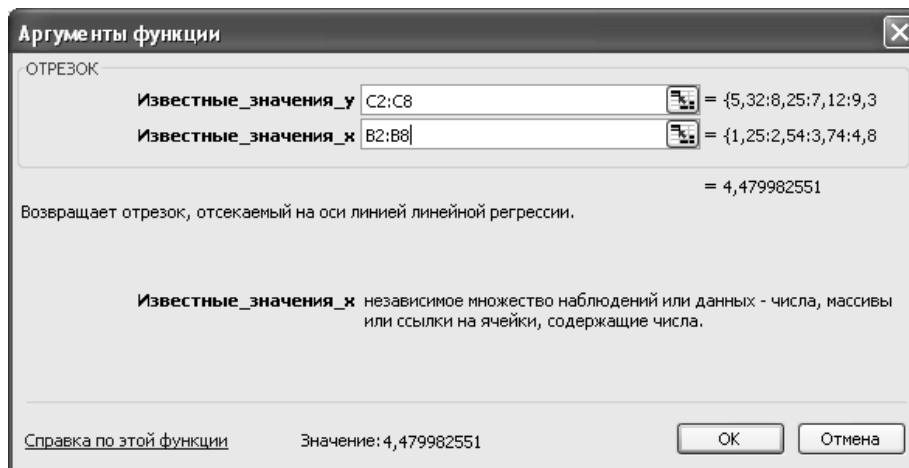 Аргументы функции
ОТРЕЗОК
Известные_значения_y C2:C8 = {5,32:8,25:7,12:9,3
Известные_значения_x B2:B8 = {1,25:2,54:3,74:4,8
= 4,479982551
Возвращает отрезок, отсекаемый на оси линией линейной регрессии.
Известные_значения_x независимое множество наблюдений или данных - числа, массивы
или ссылки на ячейки, содержащие числа.
Справка по этой функции Значение:4,479982551 ОК Отмена